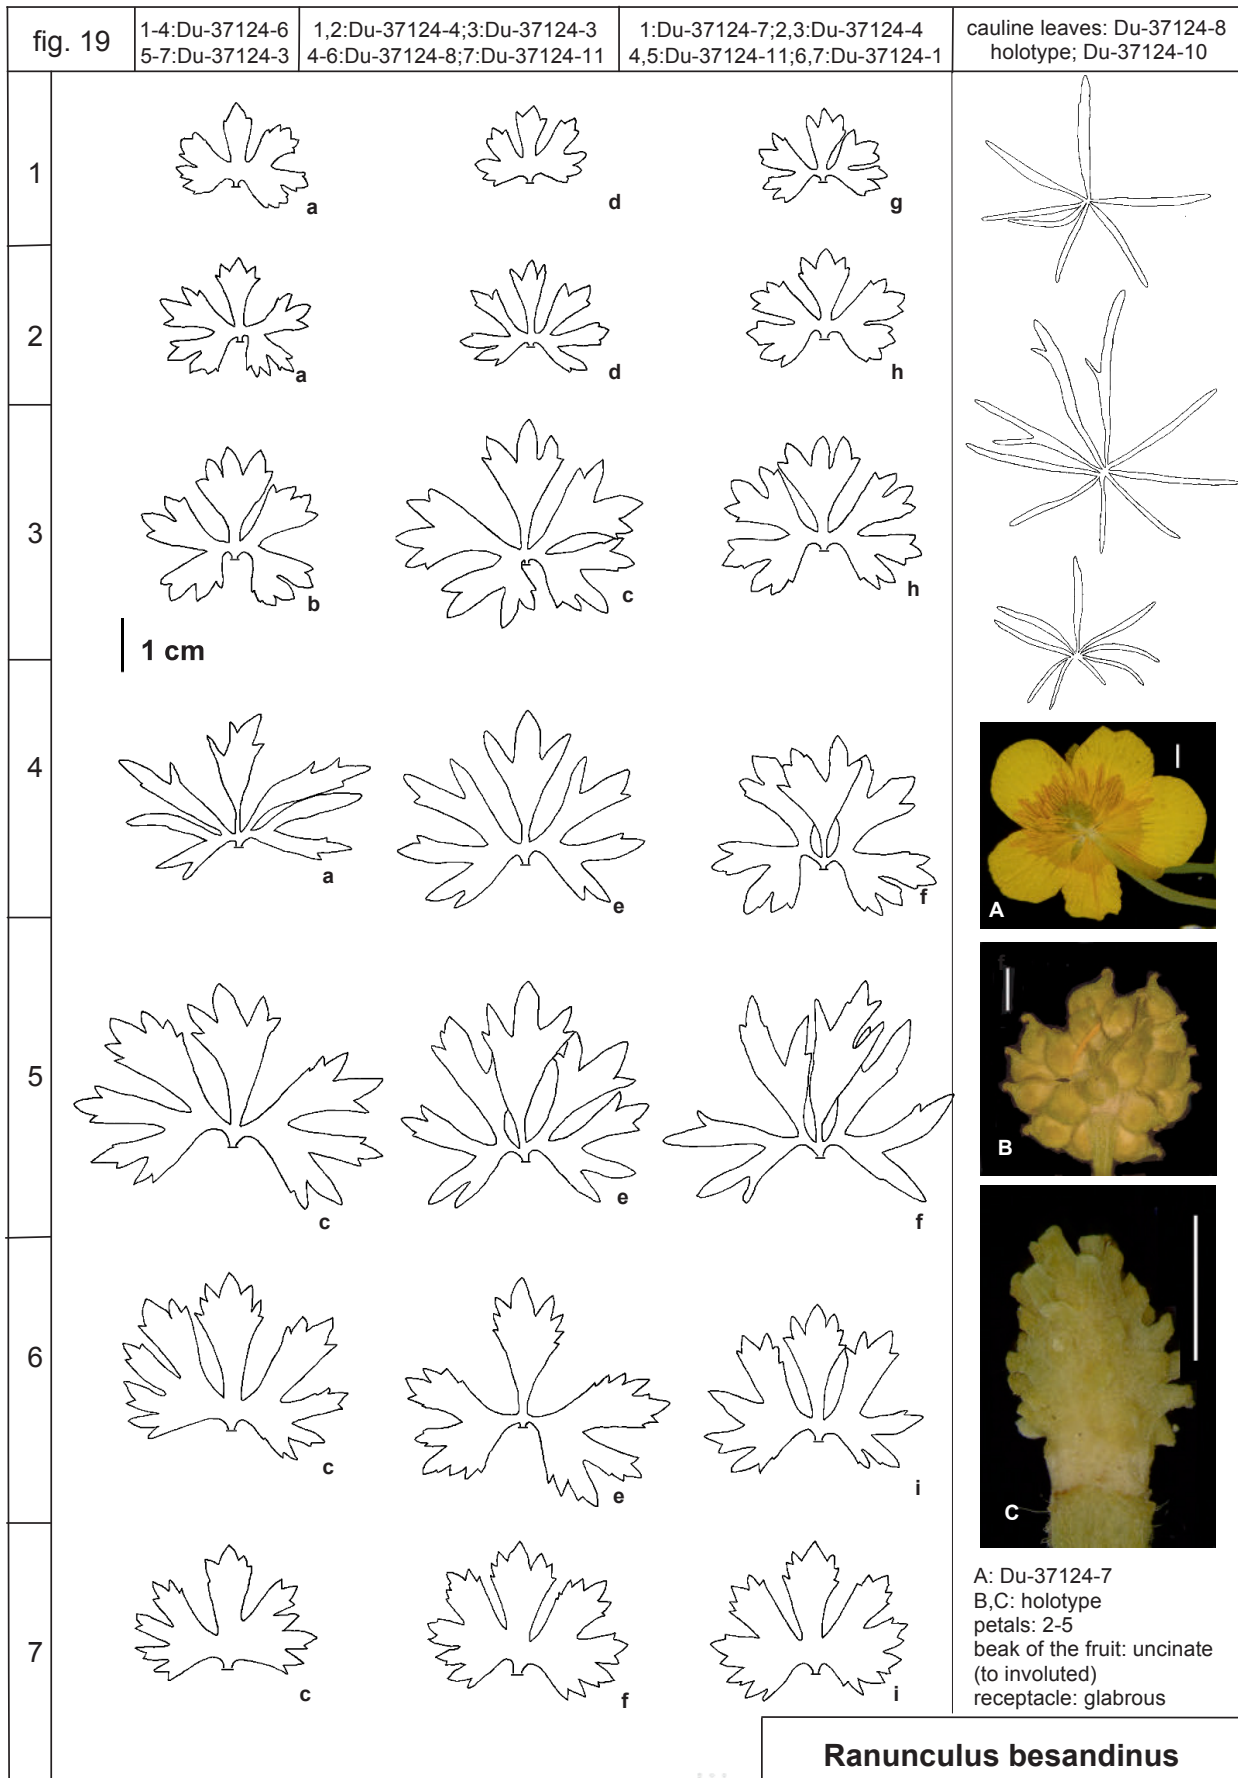 fig. 19
1-4:Du-37124-6
5-7:Du-37124-3
1,2:Du-37124-4;3:Du-37124-3
4-6:Du-37124-8;7:Du-37124-11
1:Du-37124-7;2,3:Du-37124-4
4,5:Du-37124-11;6,7:Du-37124-1
cauline leaves: Du-37124-8
holotype; Du-37124-10
1
a
d
g
2
a
d
h
3
b
c
h
1 cm
4
a
e
f
A
5
c
e
f
B
6
c
e
i
C
7
c
f
i
A: Du-37124-7
B,C: holotype
petals: 2-5
beak of the fruit: uncinate
(to involuted)
receptacle: glabrous
Ranunculus besandinus